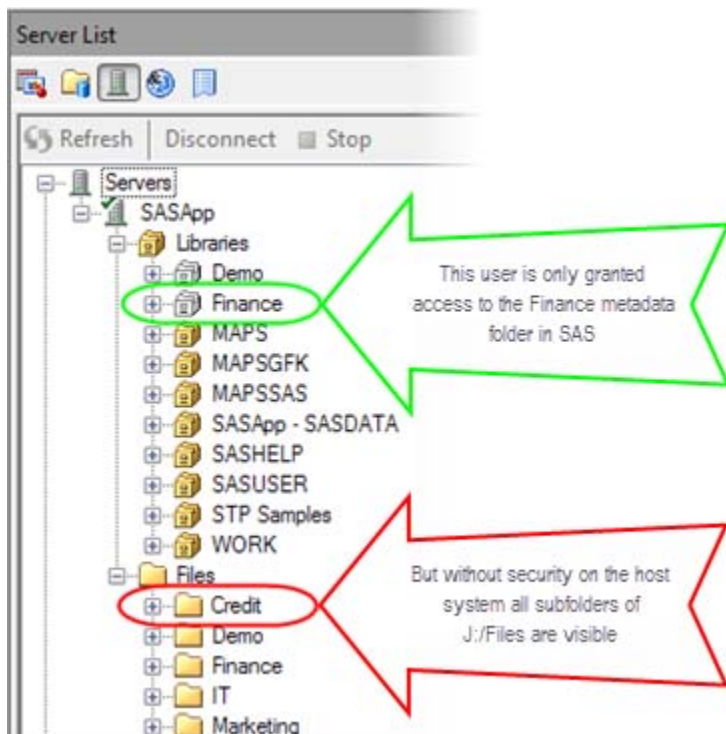 Server List
Refresh Disconnect Stop
Servers
SASApp
Libraries
Demo
Finance
MAPS
MAPSGFK
MAPSSAS
SASApp - SASDATA
SASHELP
SASUSER
STP Samples
WORK
Files
Credit
Demo
Finance
IT
Marketing
This user is only granted
access to the Finance metadata
folder in SAS
But without security on the host
system all subfolders of
J:/Files are visible